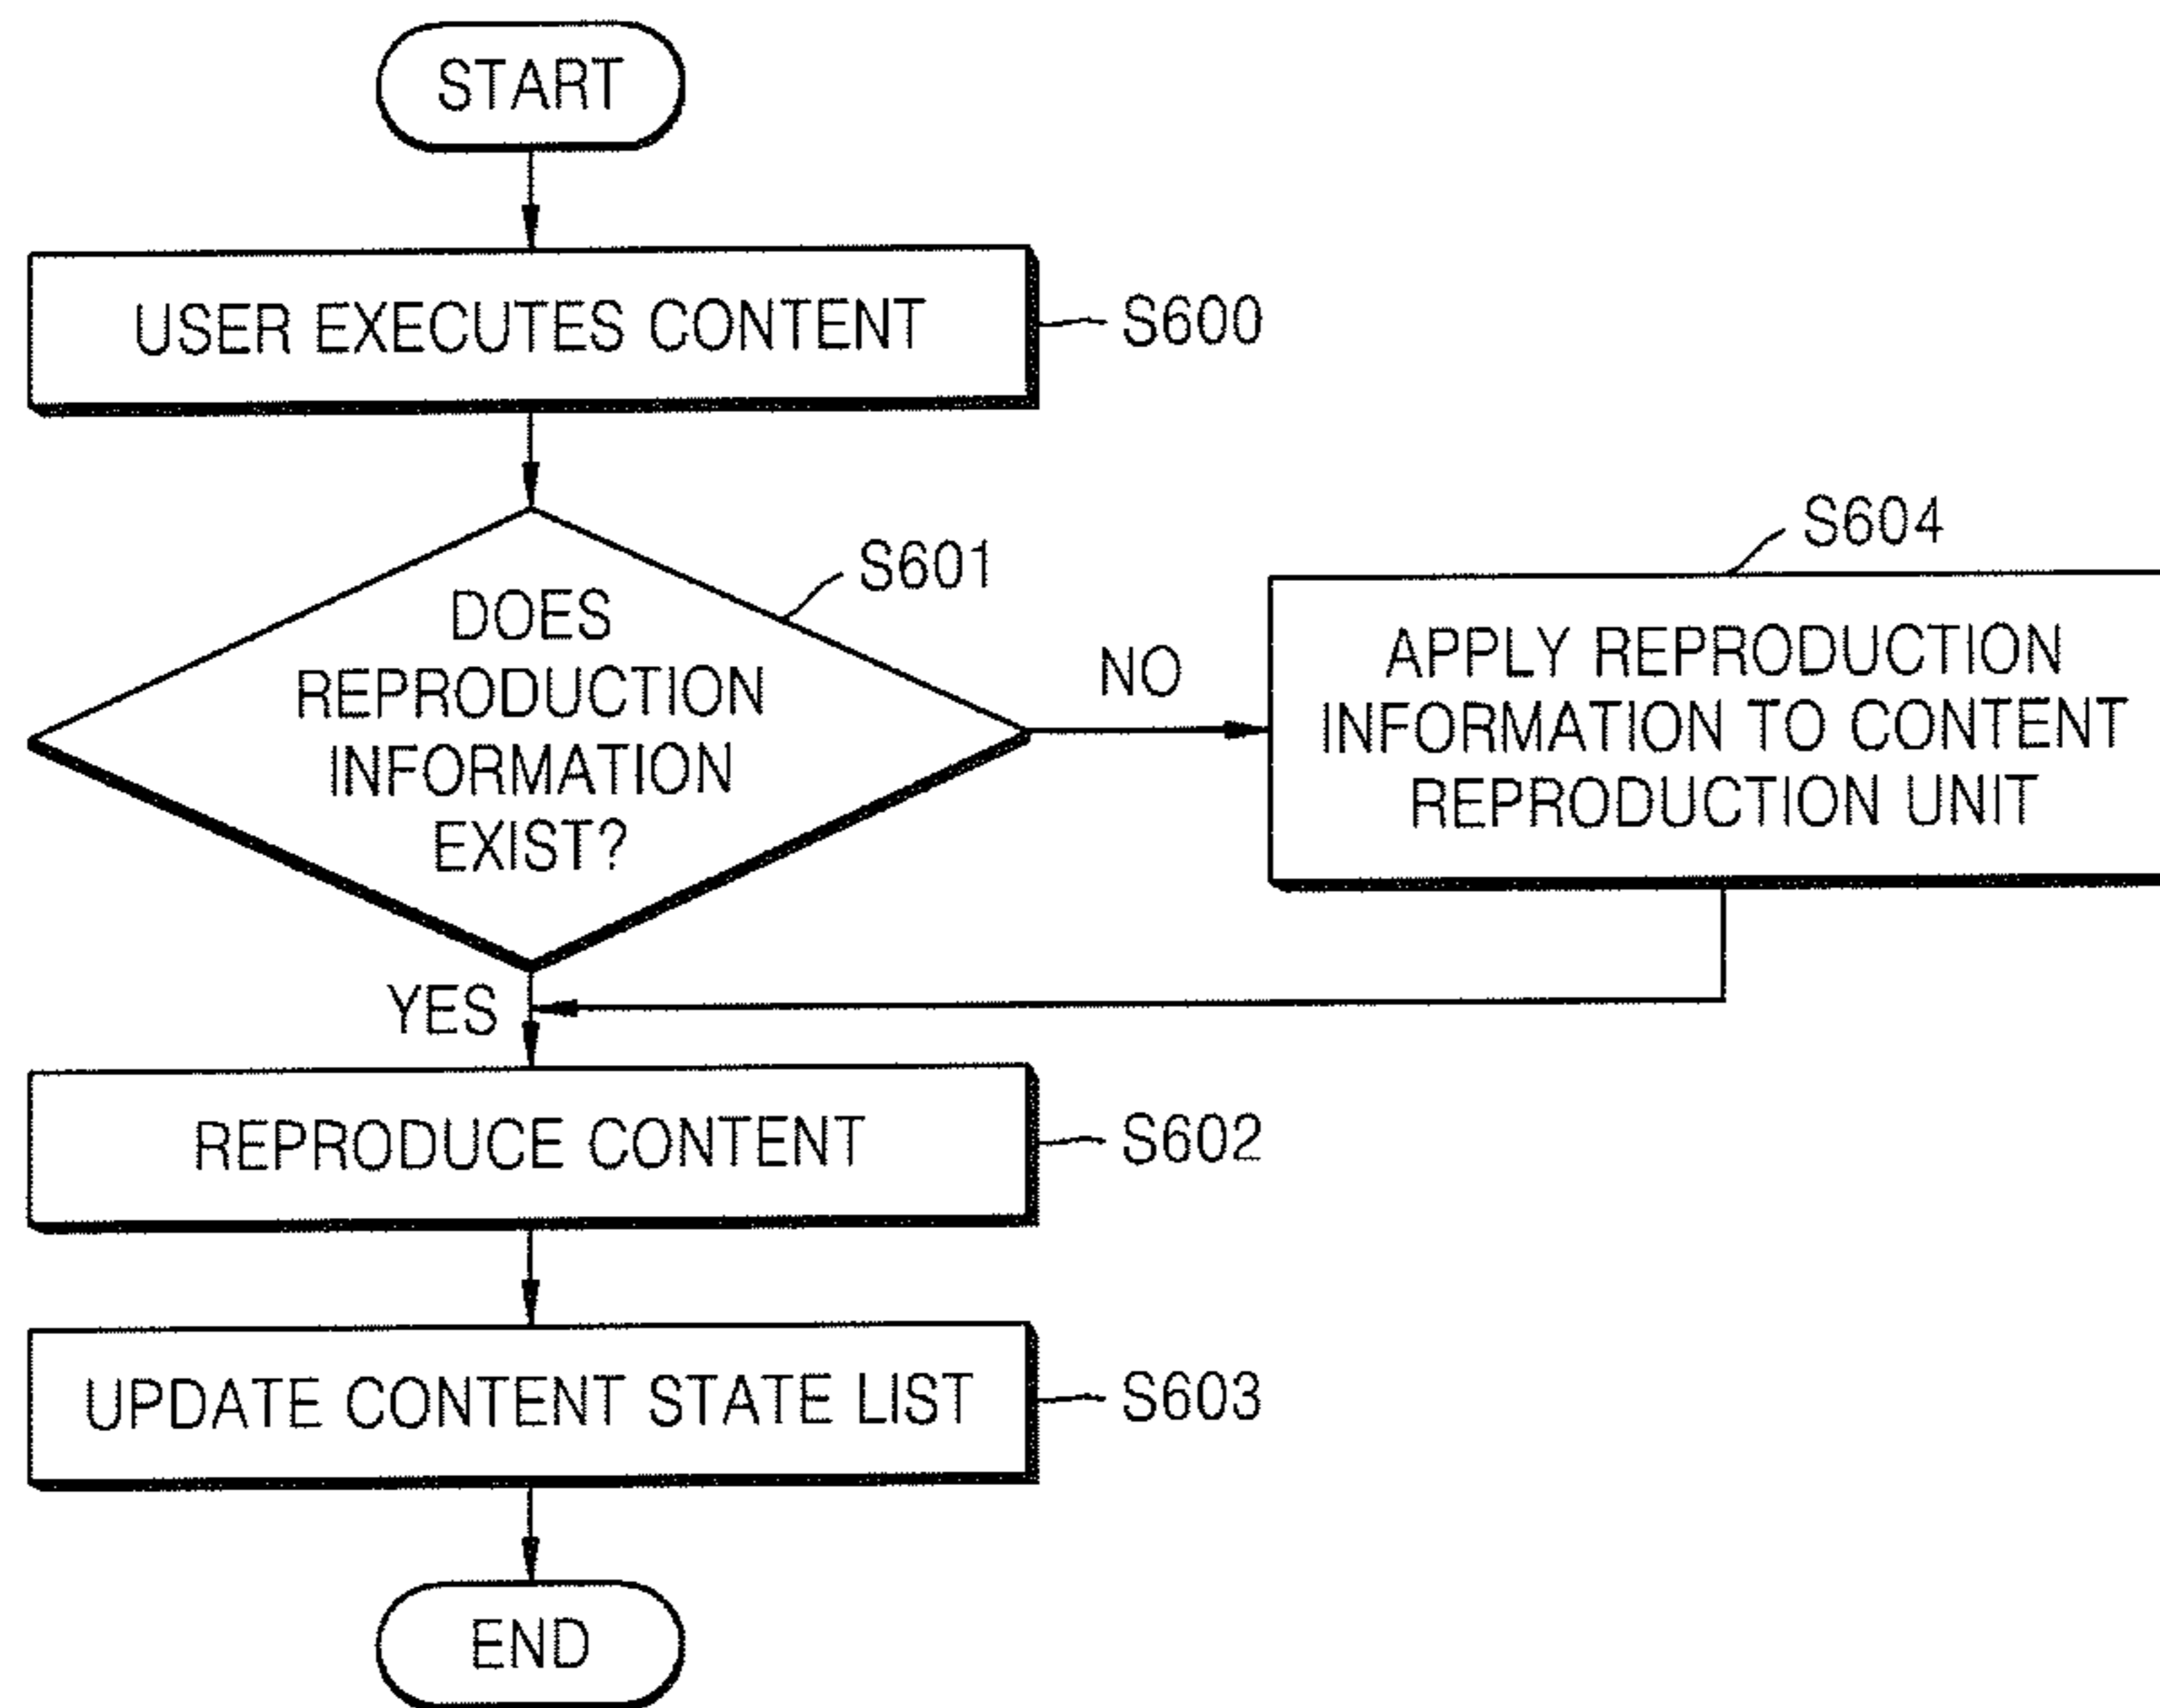 START
USER EXECUTES CONTENT
S600
S601
DOES
REPRODUCTION
INFORMATION
EXIST?
NO
S604
APPLY REPRODUCTION
INFORMATION TO CONTENT
REPRODUCTION UNIT
YES
REPRODUCE CONTENT
S602
UPDATE CONTENT STATE LIST
S603
END